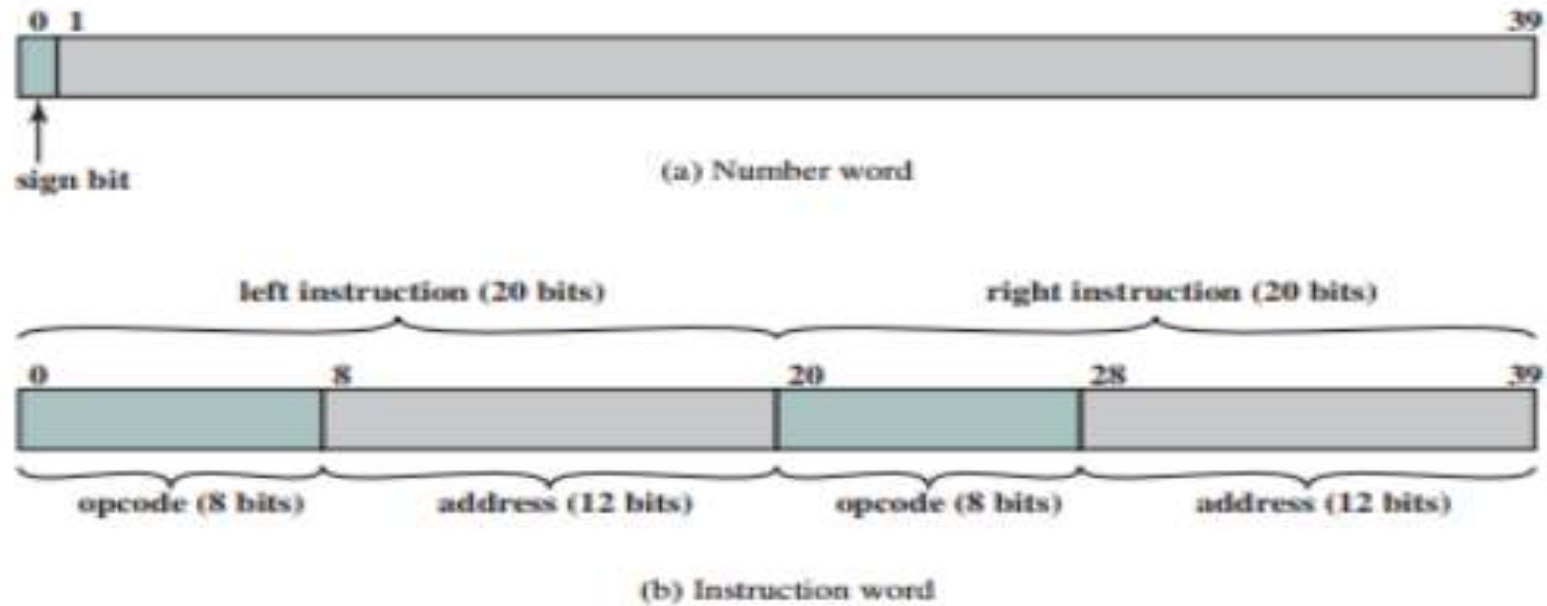 0 1 39
sign bit
(a) Number word
left instruction (20 bits) right instruction (20 bits)
0 8 20 28 39
opcode (8 bits) address (12 bits) opcode (8 bits) address (12 bits)
(b) Instruction word